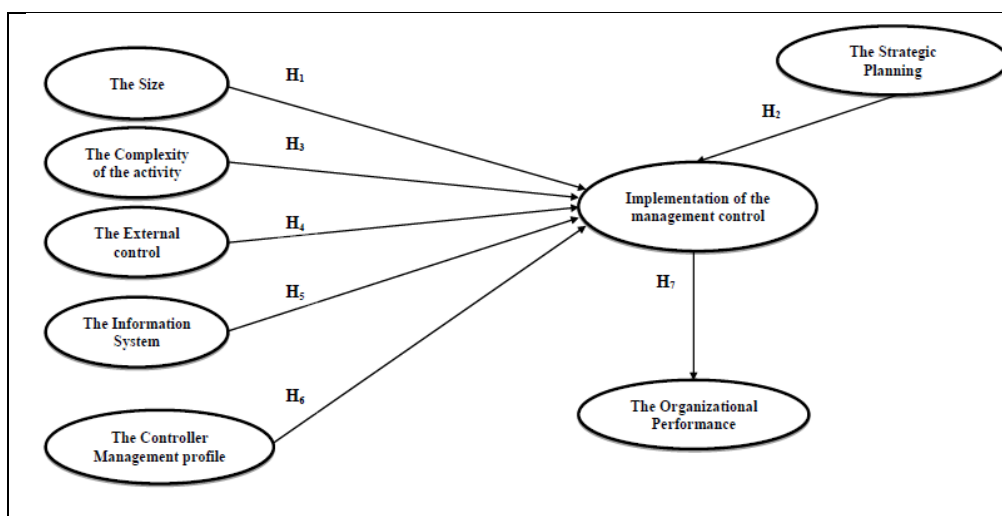 The Size
H1
The Strategic
Planning
H2
The Complexity
of the activity
H3
Implementation of the
management control
The External
control
H4
The Information
System
H5
H7
The Controller
Management profile
H6
The Organizational
Performance